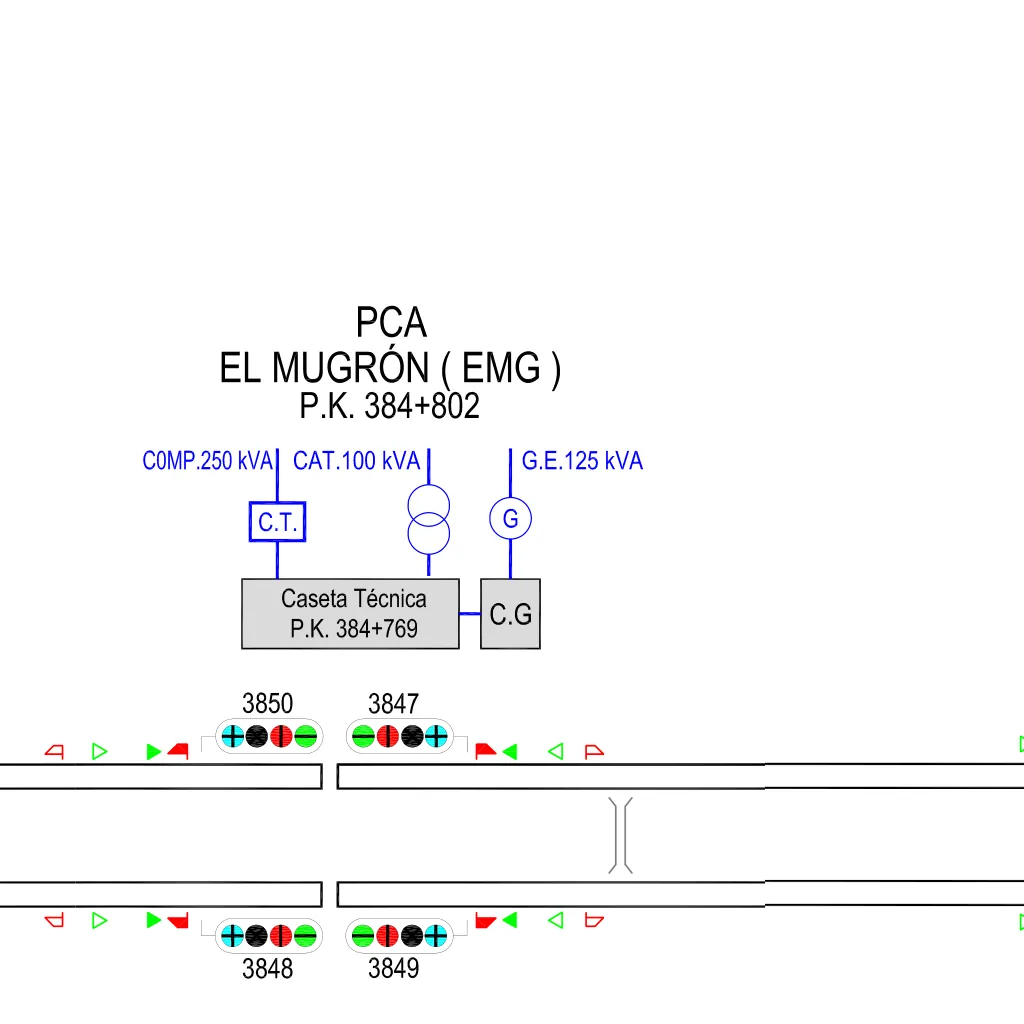 PCA
EL MUGRÓN ( EMG )
P.K. 384+802
C0MP.250 kVA CAT.100 kVA G.E.125 kVA
C.T. G
Caseta Técnica
P.K. 384+769
C.G
3850 3847
3848 3849